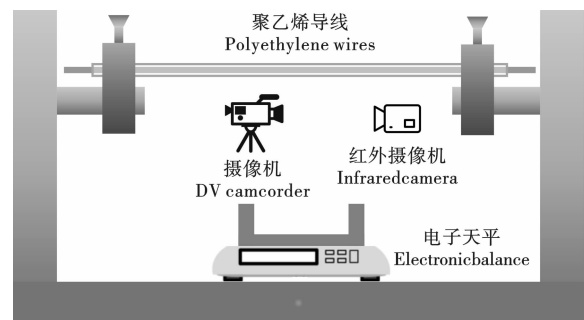 聚乙烯导线
Polyethylene wires
摄像机
DV camcorder
红外摄像机
Infraredcamera
电子天平
Electronicbalance